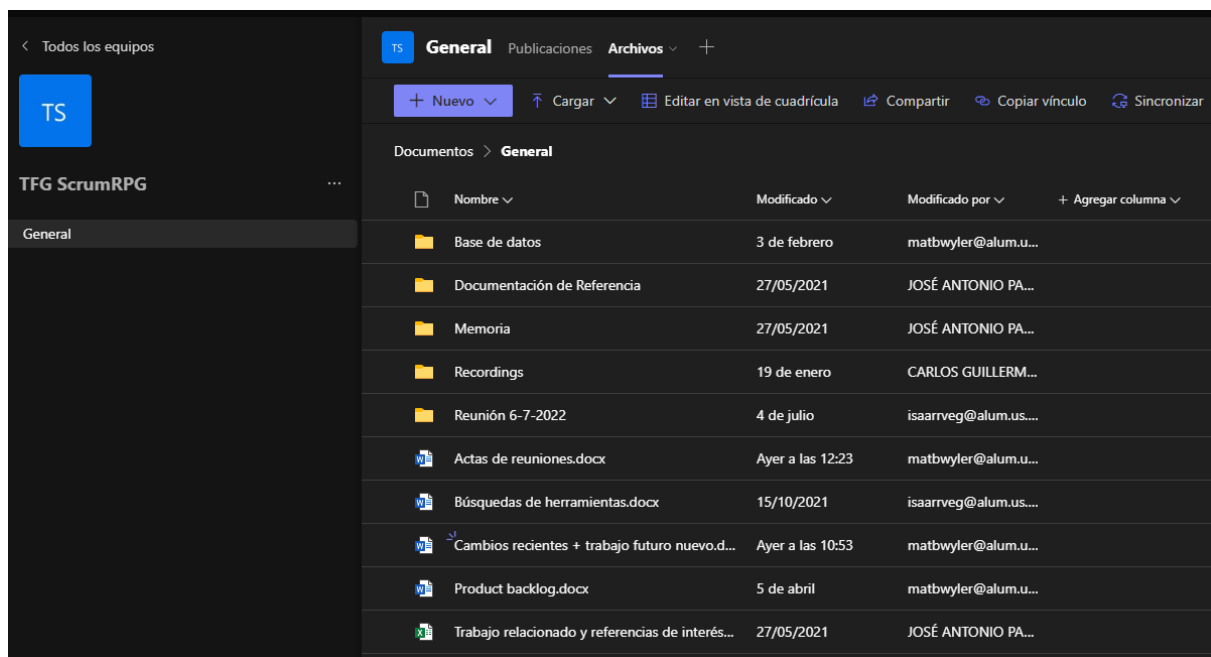 Todos los equipos
TS
TFG ScrumRPG
...
General
TS General Publicaciones Archivos
Nuevo Cargar Editar en vista de cuadrícula Compartir Copiar vínculo Sincronizar
Documentos > General
Nombre Modificado Modificado por + Agregar columna
Base de datos 3 de febrero matbwyler@alum.u...
Documentación de Referencia 27/05/2021 JOSÉ ANTONIO PA...
Memoria 27/05/2021 JOSÉ ANTONIO PA...
Recordings 19 de enero CARLOS GUILLERM...
Reunión 6-7-2022 4 de julio isaarrveg@alum.us....
Actas de reuniones.docx Ayer a las 12:23 matbwyler@alum.u...
Búsquedas de herramientas.docx 15/10/2021 isaarrveg@alum.us....
Cambios recientes + trabajo futuro nuevo.d... Ayer a las 10:53 matbwyler@alum.u...
Product backlog.docx 5 de abril matbwyler@alum.u...
Trabajo relacionado y referencias de interés... 27/05/2021 JOSÉ ANTONIO PA...